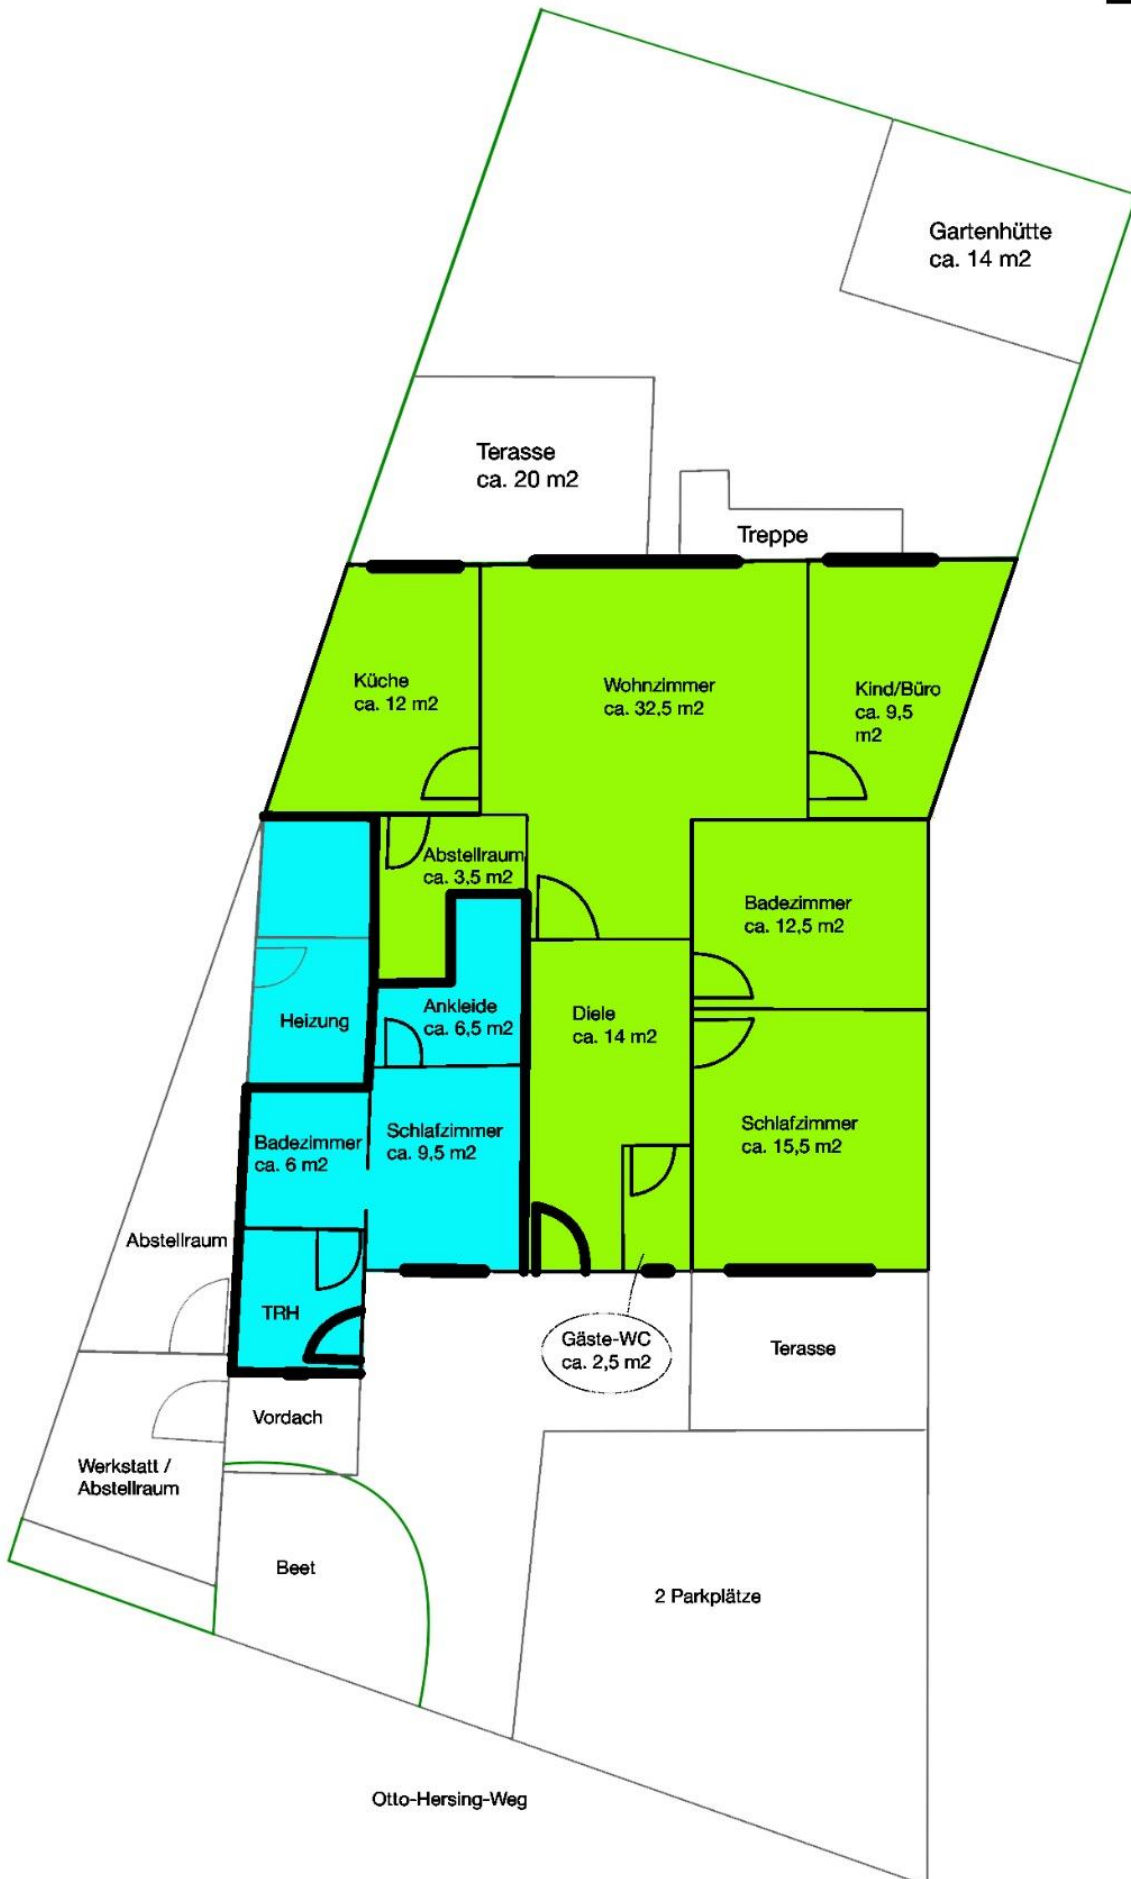 Gartenhütte
ca. 14 m2
Terasse
ca. 20 m2
Treppe
Küche
ca. 12 m2
Wohnzimmer
ca. 32,5 m2
Kind/Büro
ca. 9,5
m2
Abstellraum
ca. 3,5 m2
Badezimmer
ca. 12,5 m2
Ankleide
ca. 6,5 m2
Diele
ca. 14 m2
Heizung
Badezimmer
ca. 6 m2
Schlafzimmer
ca. 9,5 m2
Schlafzimmer
ca. 15,5 m2
Abstellraum
TRH
Gäste-WC
ca. 2,5 m2
Terasse
Vordach
Werkstatt /
Abstellraum
Beet
2 Parkplätze
Otto-Hersing-Weg